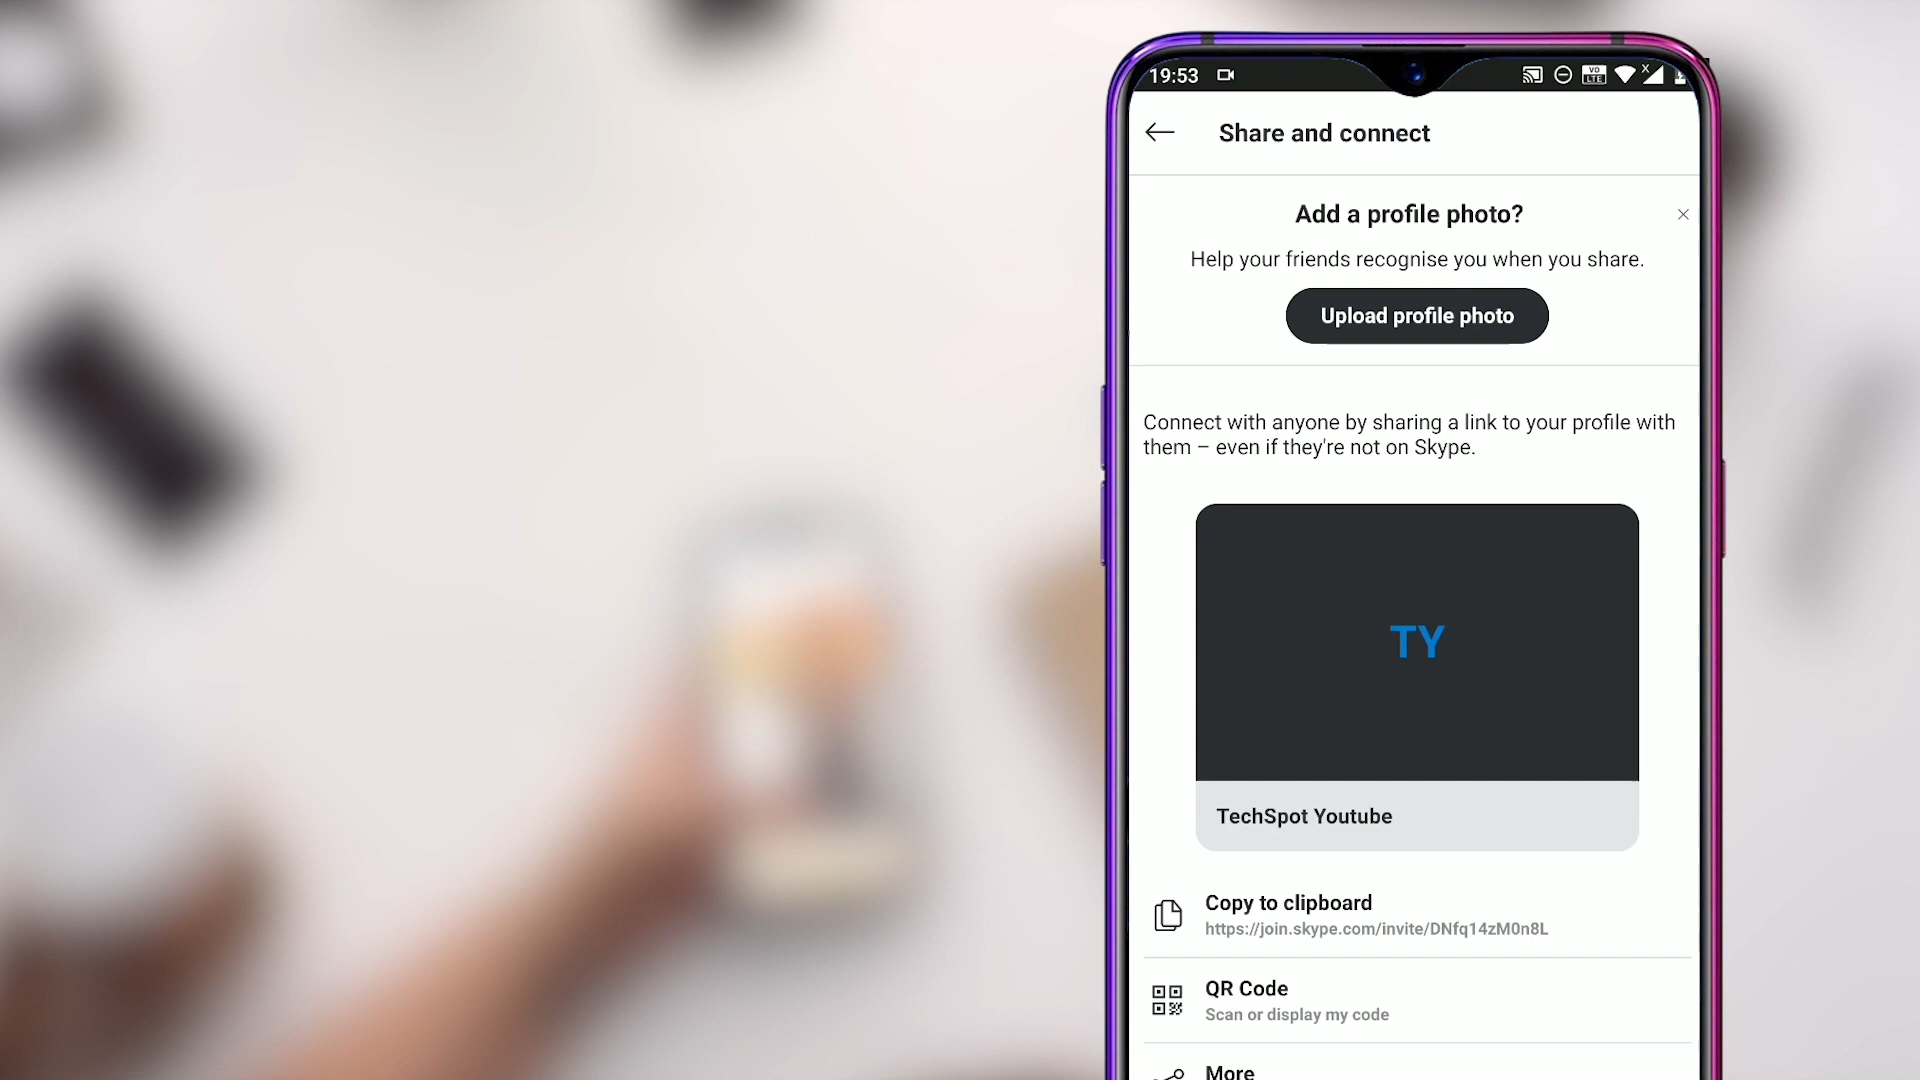 19:53
VO
LTE
X
Share and connect
Add a profile photo?
Help your friends recognise you when you share.
Upload profile photo
Connect with anyone by sharing a link to your profile with
them – even if they're not on Skype.
TY
TechSpot Youtube
Copy to clipboard
https://join.skype.com/invite/DNfq14zM0n8L
QR Code
Scan or display my code
More